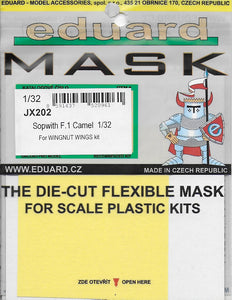 eduard - MODEL ACCESSORIES, spol. s r.o., 435 21 OBRNICE 170, CZECH REPUBLIC
eduard
MASK
1/32
JX202
Sopwith F.1 Camel 1/32
For WINGNUT WINGS kit
WWW.EDUARD.CZ
MADE IN CZECH REPUBLIC
THE DIE-CUT FLEXIBLE MASK
FOR SCALE PLASTIC KITS
ZDE OTEVŘÍT OPEN HERE